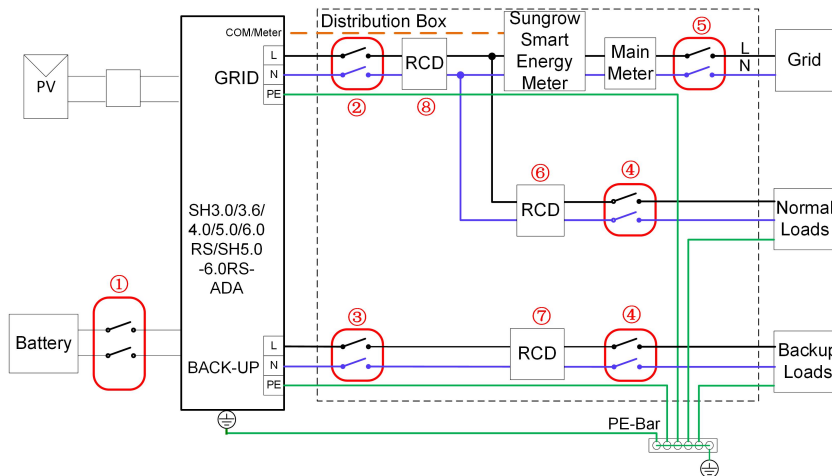 Distribution Box
Sungrow
Smart
Energy
Meter
⑤
COM/Meter
L
GRID
N
PE
②
RCD
⑧
Main
Meter
L
N
Grid
PV
SH3.0/3.6/
4.0/5.0/6.0
RS/SH5.0
-6.0RS-
ADA
⑥
RCD
④
Normal
Loads
①
Battery
L
BACK-UP
N
PE
③
⑦
RCD
④
Backup
Loads
PE-Bar